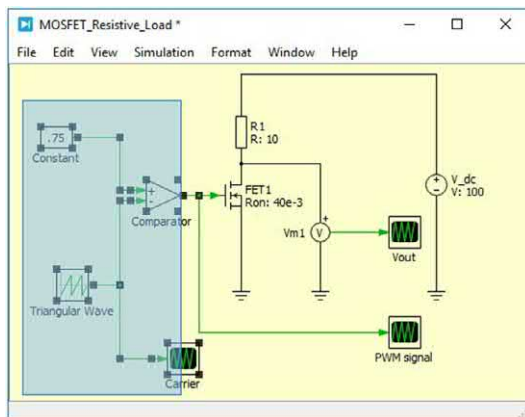 MOSFET_Resistive_Load *
File Edit View Simulation Format Window Help
.75
Constant
R1
R: 10
+
-
Comparator
FET1
Ron: 40e-3
V_dc
V: 100
+
-
Vm1
+
V
Vout
Triangular Wave
Carrier
PWM signal